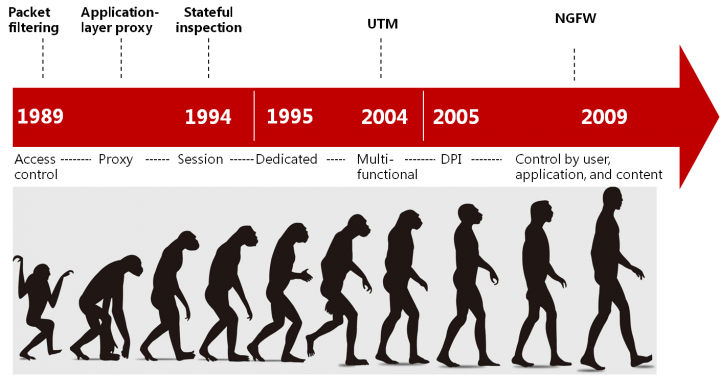 Packet
filtering
Application-
layer proxy
Stateful
inspection
UTM
NGFW
1989
1994
1995
2004
2005
2009
Access
control
Proxy
Session
Dedicated
Multi-
functional
DPI
Control by user,
application, and content